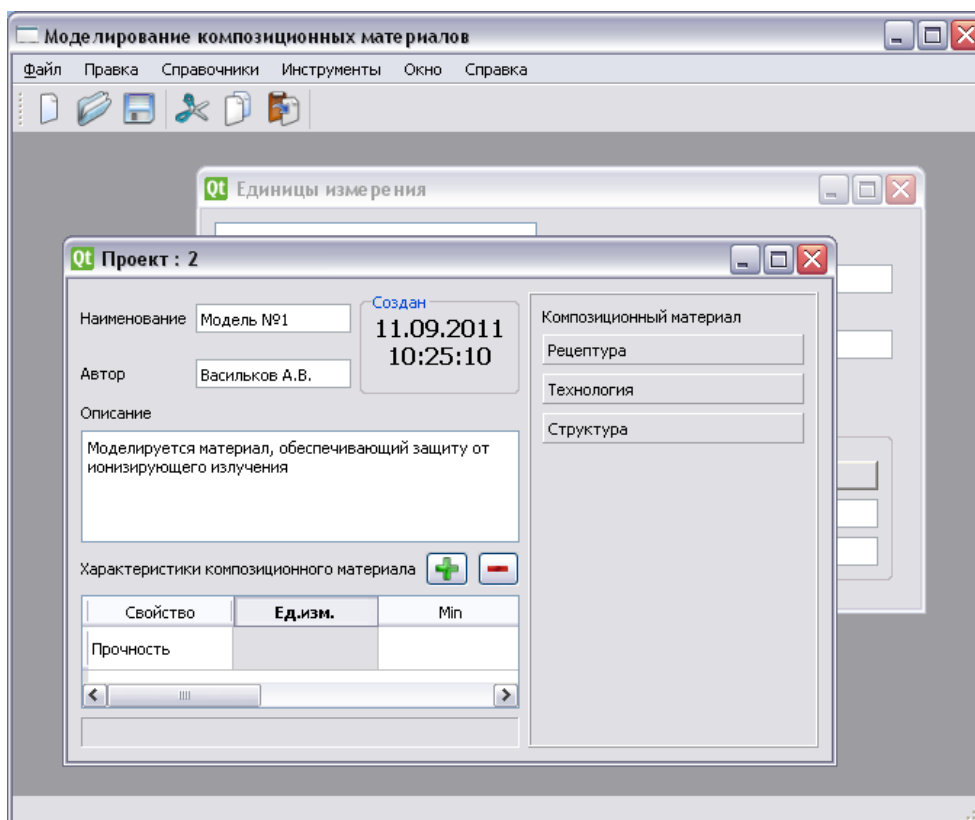 Моделирование композиционных материалов
Файл Правка Справочники Инструменты Окно Справка
Qt Единицы измерения
Qt Проект : 2
Наименование Модель №1
Создан
11.09.2011
10:25:10
Автор Васильков А.В.
Описание
Моделируется материал, обеспечивающий защиту от
ионизирующего излучения
Характеристики композиционного материала
Свойство Ед.изм. Min
Прочность
Композиционный материал
Рецептура
Технология
Структура